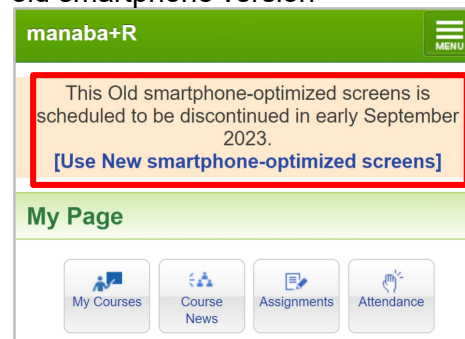 old smartphone version
manaba+R
MENU
This Old smartphone-optimized screens is
scheduled to be discontinued in early September
2023.
[Use New smartphone-optimized screens]
My Page
My Courses
Course
News
Assignments
Attendance